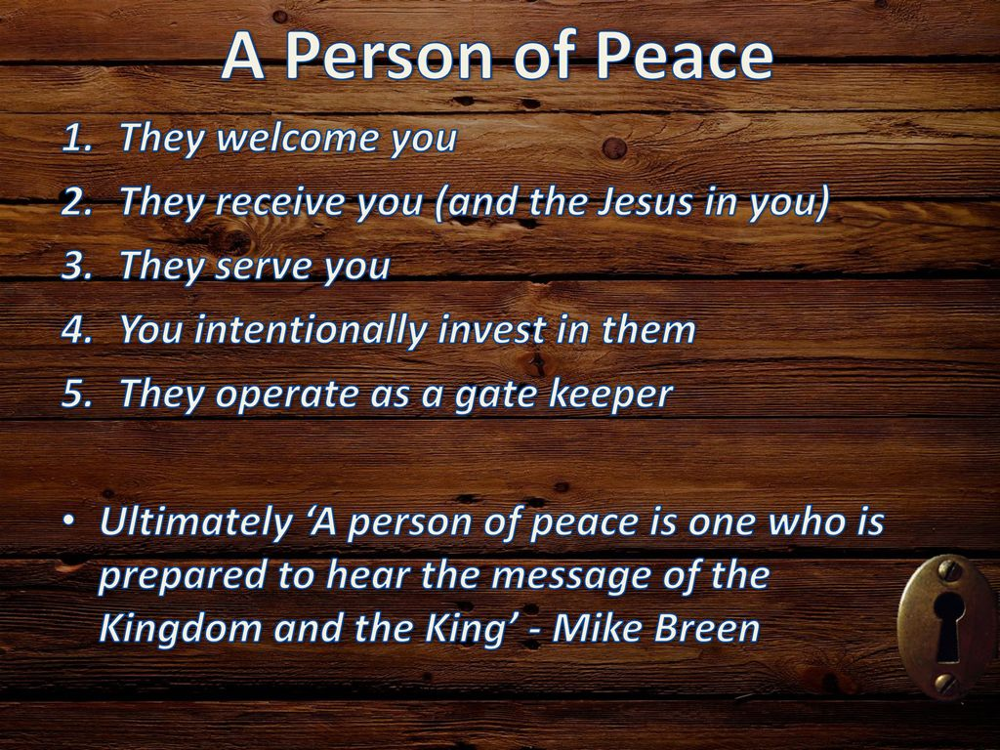 A Person of Peace
1. They welcome you
2. They receive you (and the Jesus in you)
3. They serve you
4. You intentionally invest in them
5. They operate as a gate keeper
• Ultimately ‘A person of peace is one who is
prepared to hear the message of the
Kingdom and the King’ - Mike Breen